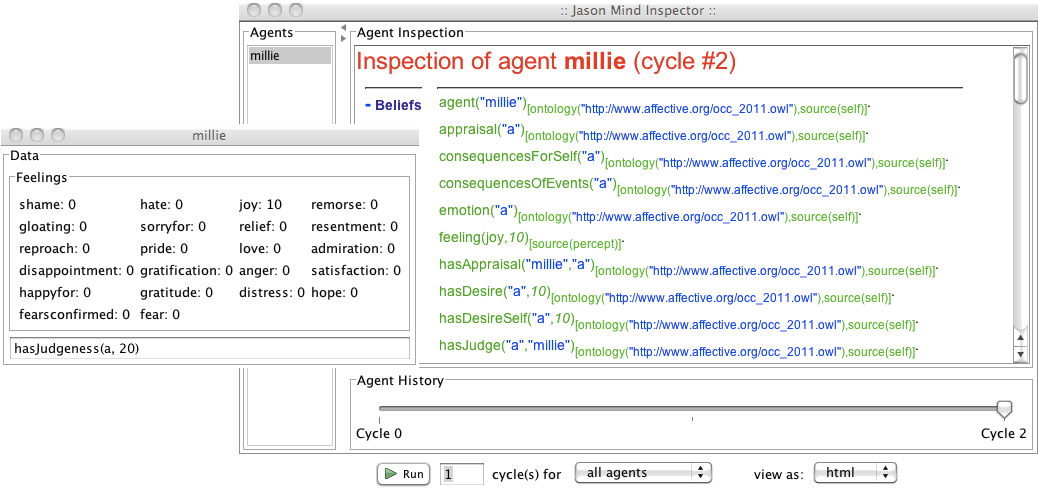 :: Jason Mind Inspector ::
Agents
millie
Agent Inspection
Inspection of agent millie (cycle #2)
- Beliefs
agent("millie")[ontology("http://www.affective.org/occ_2011.owl"),source(self)].
appraisal("a")[ontology("http://www.affective.org/occ_2011.owl"),source(self)].
consequencesForSelf("a")[ontology("http://www.affective.org/occ_2011.owl"),source(self)].
consequencesOfEvents("a")[ontology("http://www.affective.org/occ_2011.owl"),source(self)].
emotion("a")[ontology("http://www.affective.org/occ_2011.owl"),source(self)].
feeling(joy,10)[source(percept)].
hasAppraisal("millie","a")[ontology("http://www.affective.org/occ_2011.owl"),source(self)].
hasDesire("a",10)[ontology("http://www.affective.org/occ_2011.owl"),source(self)].
hasDesireSelf("a",10)[ontology("http://www.affective.org/occ_2011.owl"),source(self)].
hasJudge("a","millie")[ontology("http://www.affective.org/occ_2011.owl"),source(self)].
millie
Data
Feelings
shame: 0 hate: 0 joy: 10 remorse: 0
gloating: 0 sorryfor: 0 relief: 0 resentment: 0
reproach: 0 pride: 0 love: 0 admiration: 0
disappointment: 0 gratification: 0 anger: 0 satisfaction: 0
happyfor: 0 gratitude: 0 distress: 0 hope: 0
fearsconfirmed: 0 fear: 0
hasJudgeness(a, 20)
Agent History
Cycle 0 Cycle 2
Run 1 cycle(s) for all agents view as: html